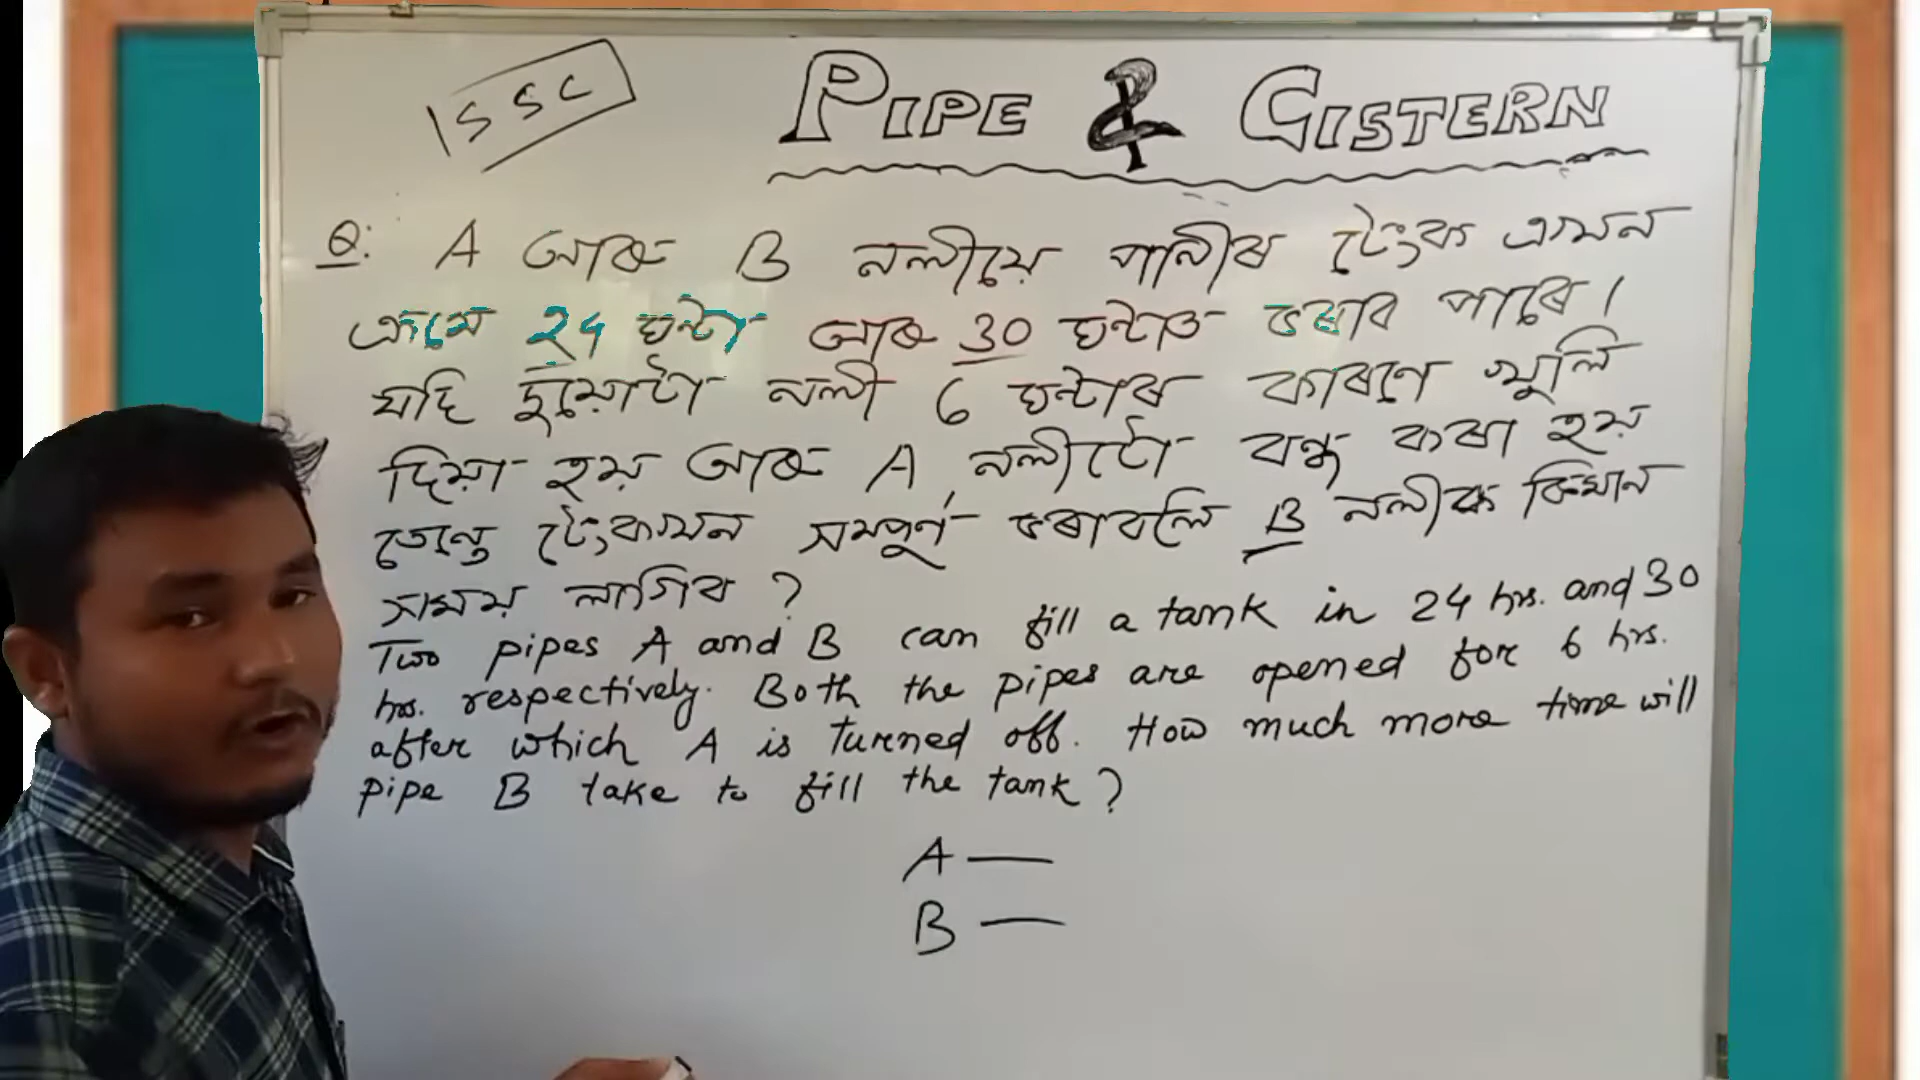 SSC
PIPE & CISTERN
Q: A আৰু B নলীয়ে পানীৰ টেংক এখন
ক্ৰমে 24 ঘন্টা আৰু 30 ঘন্টাত ভৰাব পাৰে।
যদি দুয়োটা নলী 6 ঘন্টাৰ কাৰণে খুলি
দিয়া হয় আৰু A নলীটো বন্ধ কৰা হয়
তেন্তে টেংকখন সম্পুৰ্ণ ভৰাবলি B নলীক কিমান
সময় লাগিব ?
Two pipes A and B can fill a tank in 24 hrs. and 30
hrs. respectively. Both the pipes are opened for 6 hrs.
after which A is turned off. How much more time will
pipe B take to fill the tank ?
A —
B —